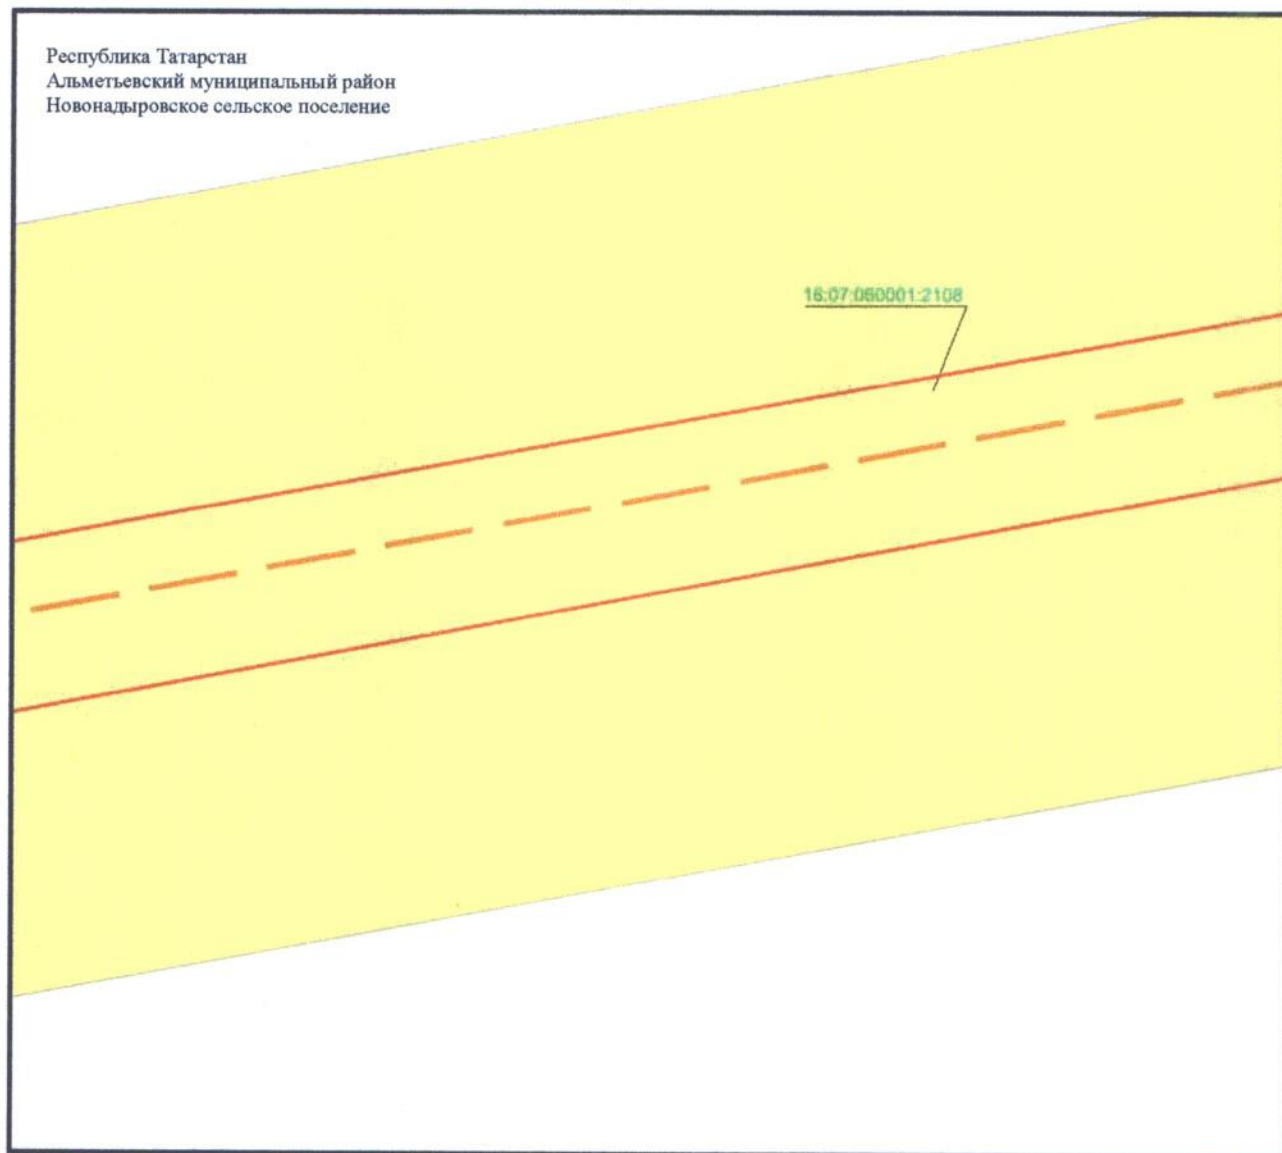 Республика Татарстан
Альметьевский муниципальный район
Новонадыровское сельское поселение
16:07:060001:2108